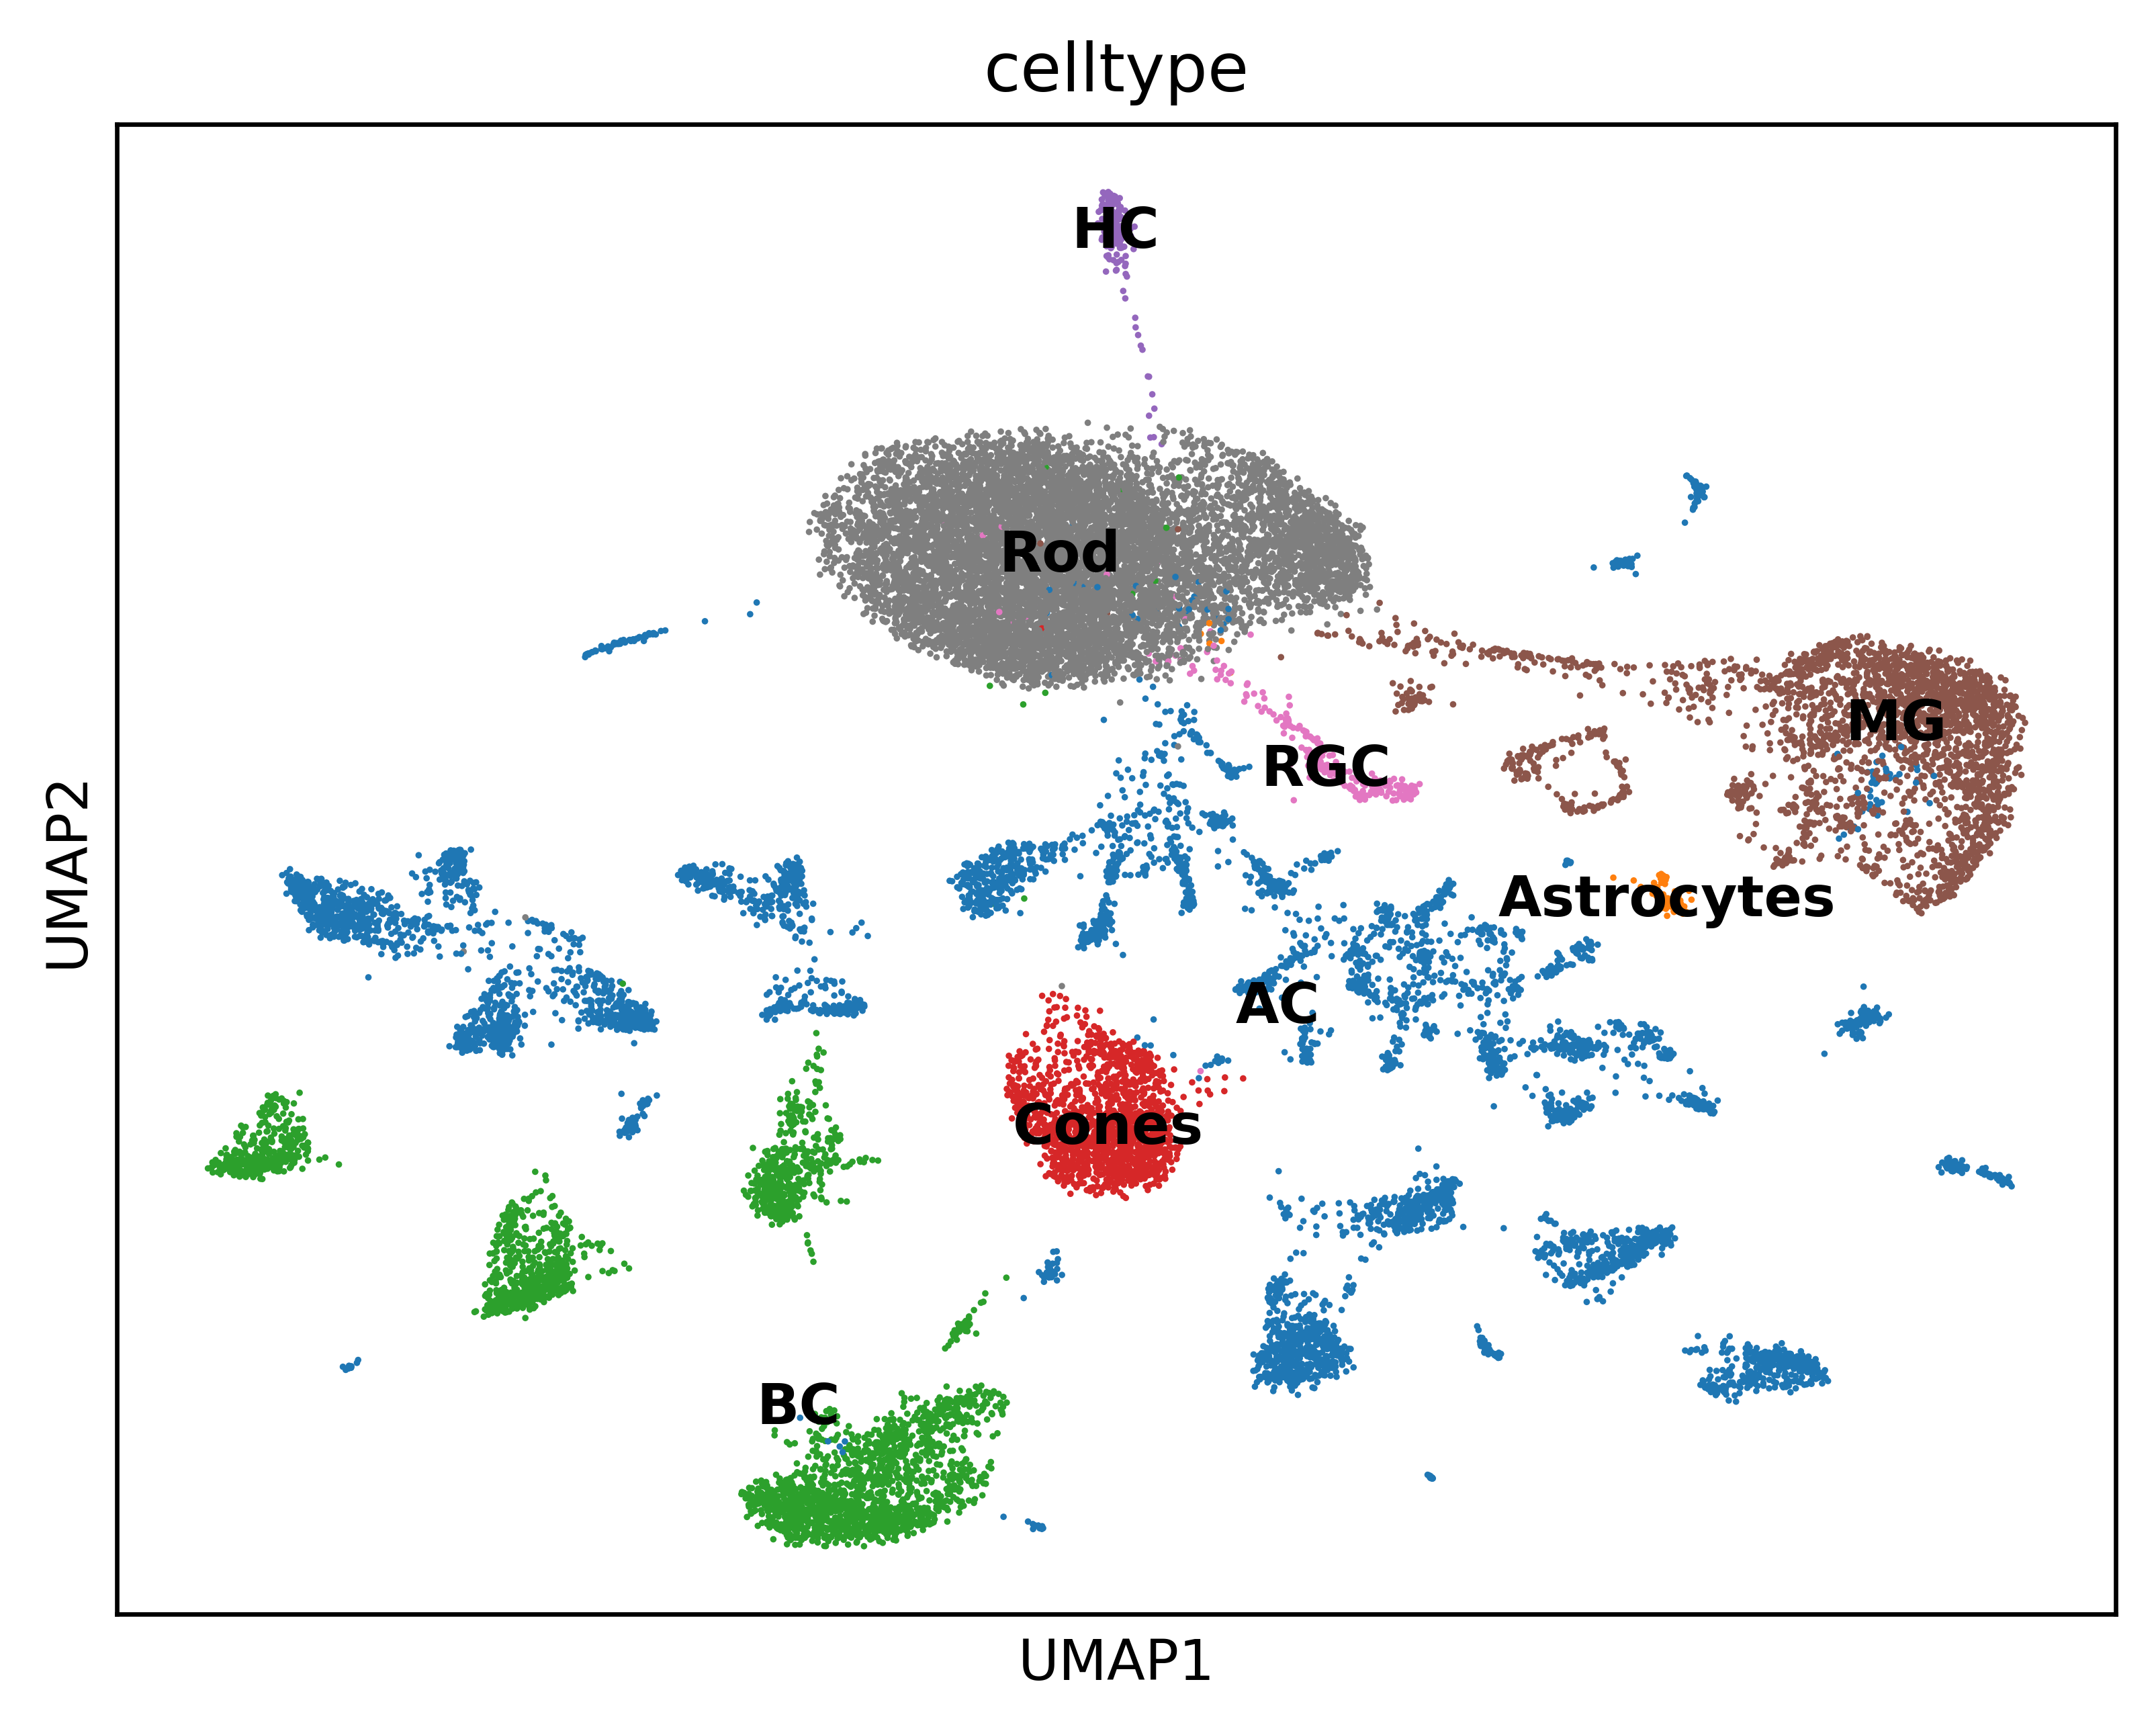 celltype
HC
Rod
MG
RGC
Astrocytes
AC
Cones
BC
UMAP2
UMAP1